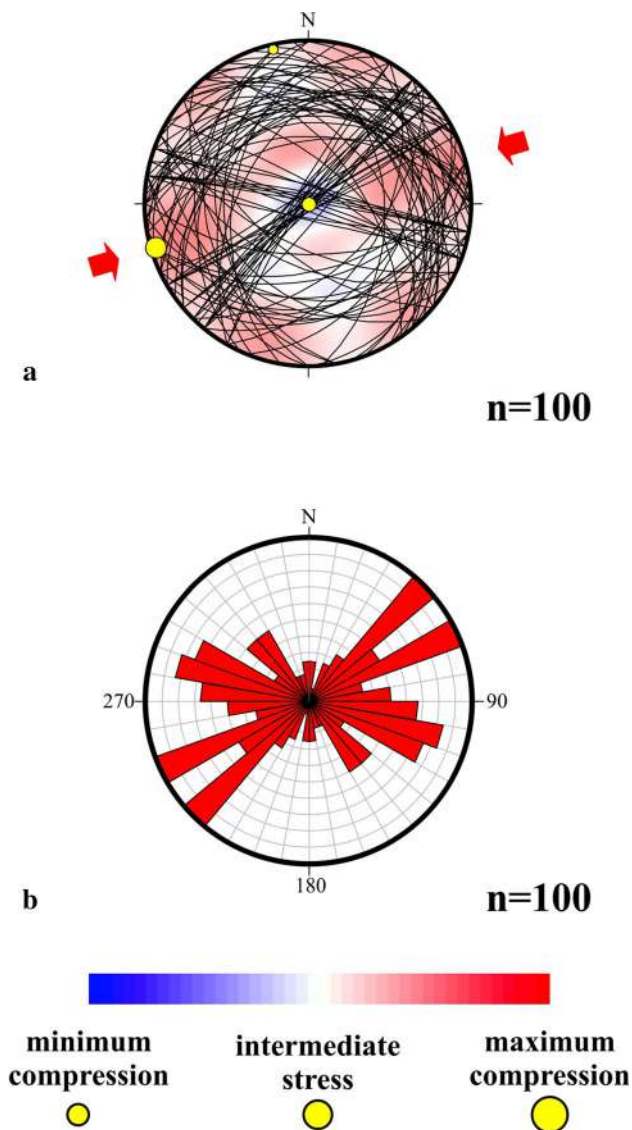 N
a
n=100
N
270
90
180
b
n=100
minimum compression
intermediate stress
maximum compression